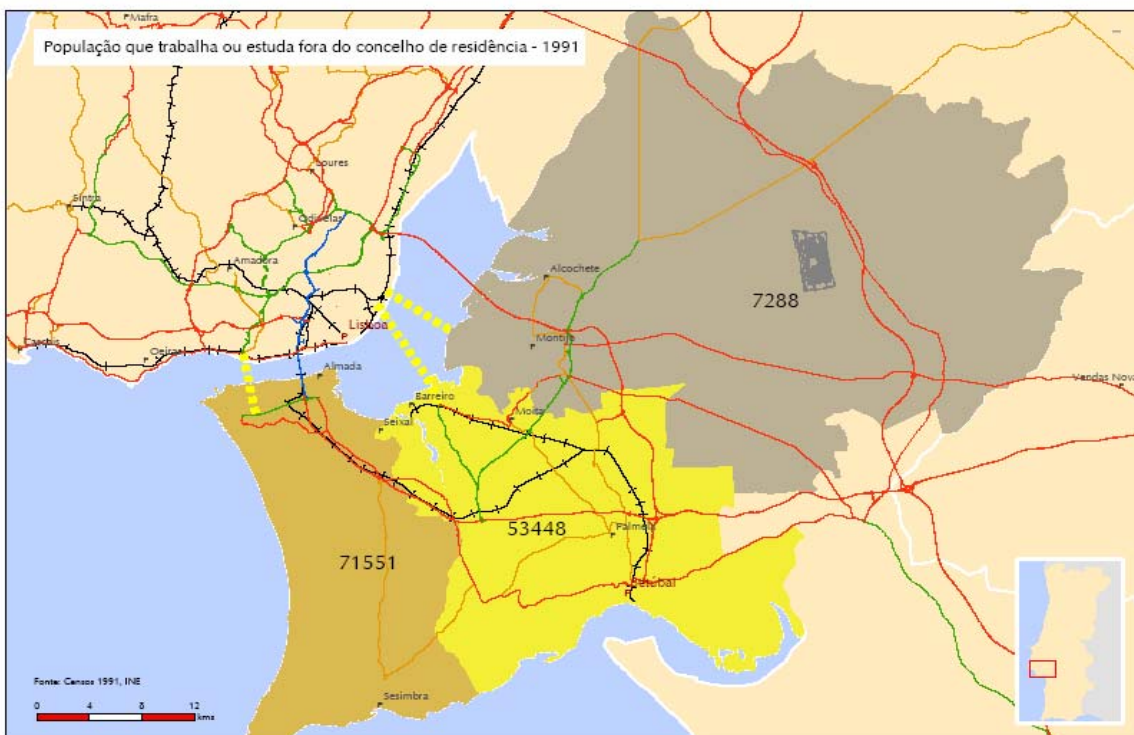 Mafra
População que trabalha ou estuda fora do concelho de residência - 1991
Loures
Sintra
Odivelas
Amadora
Alcochete
7288
Lisboa
Montijo
Cascais
Oeiras
Almada
Vendas Nova
Barreiro
Moita
Seixal
53448
Palmela
71551
Setúbal
Fonte: Censos 1991, INE
Sesimbra
0 4 8 12
kms